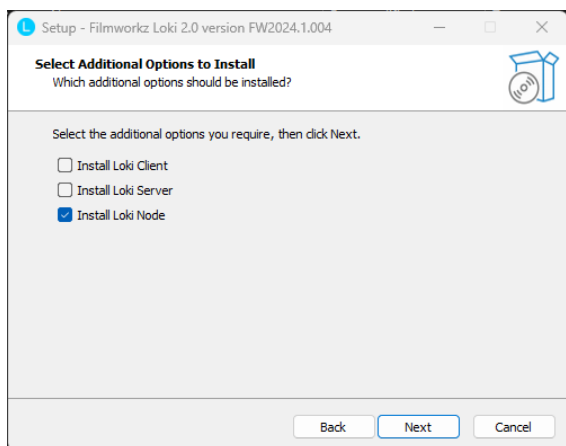 L Setup - Filmworkz Loki 2.0 version FW2024.1.004
Select Additional Options to Install
Which additional options should be installed?
Select the additional options you require, then click Next.
Install Loki Client
Install Loki Server
Install Loki Node
Back Next Cancel